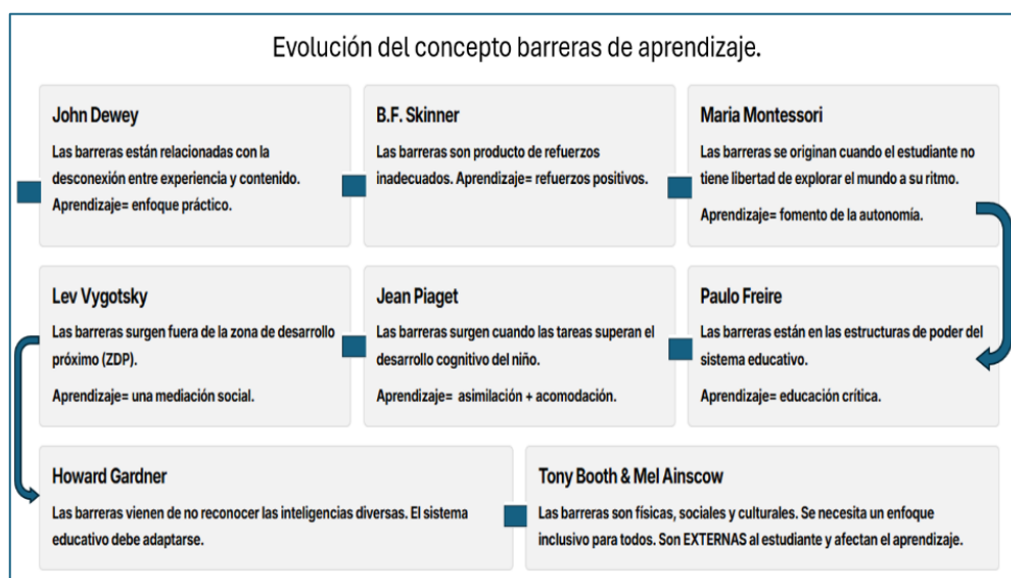 Evolución del concepto barreras de aprendizaje.
John Dewey
Las barreras están relacionadas con la
desconexión entre experiencia y contenido.
Aprendizaje= enfoque práctico.
B.F. Skinner
Las barreras son producto de refuerzos
inadecuados. Aprendizaje= refuerzos positivos.
Maria Montessori
Las barreras se originan cuando el estudiante no
tiene libertad de explorar el mundo a su ritmo.
Aprendizaje= fomento de la autonomía.
Lev Vygotsky
Las barreras surgen fuera de la zona de desarrollo
próximo (ZDP).
Aprendizaje= una mediación social.
Jean Piaget
Las barreras surgen cuando las tareas superan el
desarrollo cognitivo del niño.
Aprendizaje= asimilación + acomodación.
Paulo Freire
Las barreras están en las estructuras de poder del
sistema educativo.
Aprendizaje= educación crítica.
Howard Gardner
Las barreras vienen de no reconocer las inteligencias diversas. El sistema
educativo debe adaptarse.
Tony Booth & Mel Ainscow
Las barreras son físicas, sociales y culturales. Se necesita un enfoque
inclusivo para todos. Son EXTERNAS al estudiante y afectan el aprendizaje.